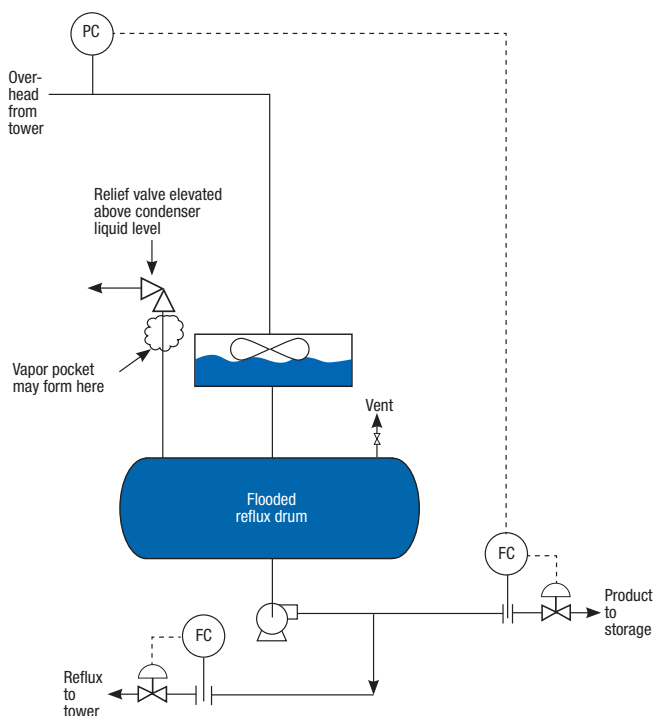 PC
Over-
head
from
tower
Relief valve elevated
above condenser
liquid level
Vapor pocket
may form here
Vent
Flooded
reflux drum
FC
Product
to
storage
FC
Reflux
to
tower